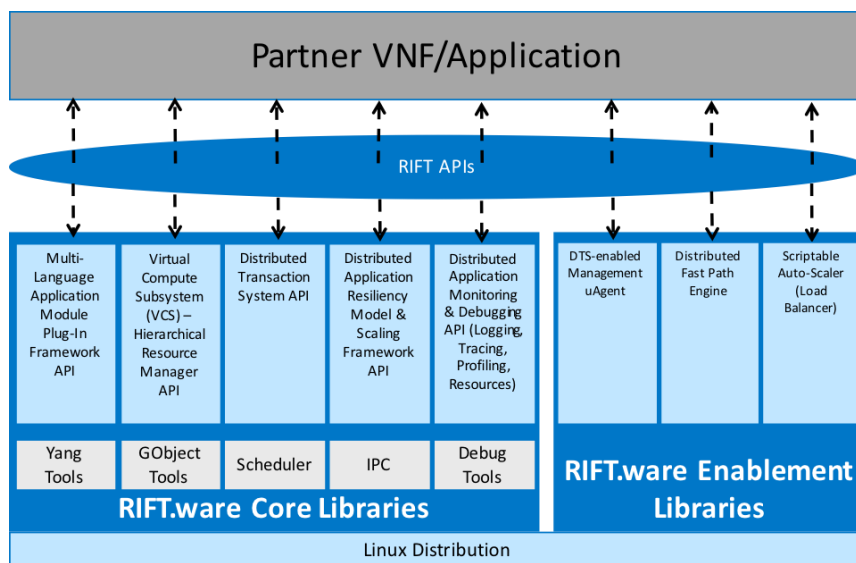 Partner VNF/Application
RIFT APIs
Multi-
Language
Application
Module
Plug-In
Framework
API
Virtual
Compute
Subsystem
(VCS) –
Hierarchical
Resource
Manager
API
Distributed
Transaction
System API
Distributed
Application
Resiliency
Model &
Scaling
Framework
API
Distributed
Application
Monitoring
& Debugging
API (Logging,
Tracing,
Profiling,
Resources)
DTS-enabled
Management
uAgent
Distributed
Fast Path
Engine
Scriptable
Auto-Scaler
(Load
Balancer)
Yang
Tools
GObject
Tools
Scheduler
IPC
Debug
Tools
RIFT.ware Core Libraries
RIFT.ware Enablement
Libraries
Linux Distribution